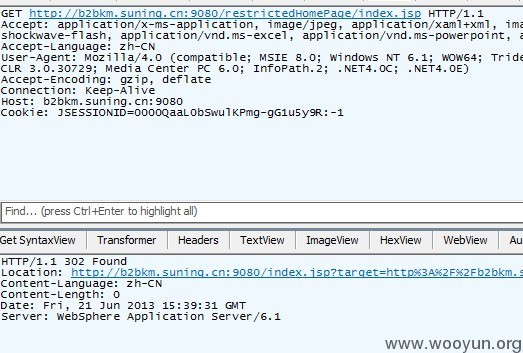 GET http://b2bkm.suning.cn:9080/restrictedHomePage/index.jsp HTTP/1.1
Accept: application/x-ms-application, image/jpeg, application/xaml+xml, ima
shockwave-flash, application/vnd.ms-excel, application/vnd.ms-powerpoint, a
Accept-Language: zh-CN
User-Agent: Mozilla/4.0 (compatible; MSIE 8.0; Windows NT 6.1; WOW64; Tride
CLR 3.0.30729; Media Center PC 6.0; InfoPath.2; .NET4.0C; .NET4.0E)
Accept-Encoding: gzip, deflate
Connection: Keep-Alive
Host: b2bkm.suning.cn:9080
Cookie: JSESSIONID=0000QaaL0bSwulKPmg-gG1u5y9R:-1
Find... (press Ctrl+Enter to highlight all)
Get SyntaxView Transformer Headers TextView ImageView HexView WebView Au
HTTP/1.1 302 Found
Location: http://b2bkm.suning.cn:9080/index.jsp?target=http%3A%2F%2Fb2bkm.s
Content-Language: zh-CN
Content-Length: 0
Date: Fri, 21 Jun 2013 15:39:31 GMT
Server: WebSphere Application Server/6.1
www.wooyun.org